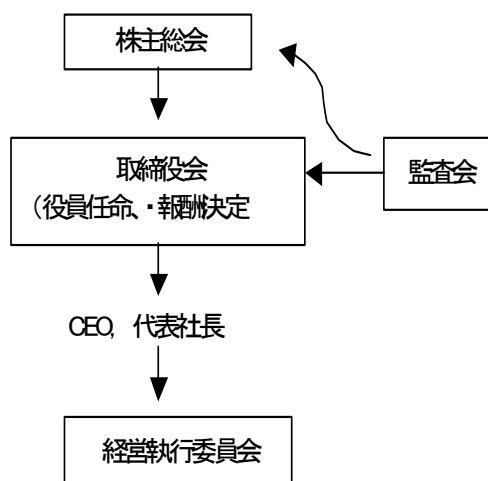 株主総会
取締役会
(役員任命、・報酬決定
監査会
CEO, 代表社長
経営執行委員会